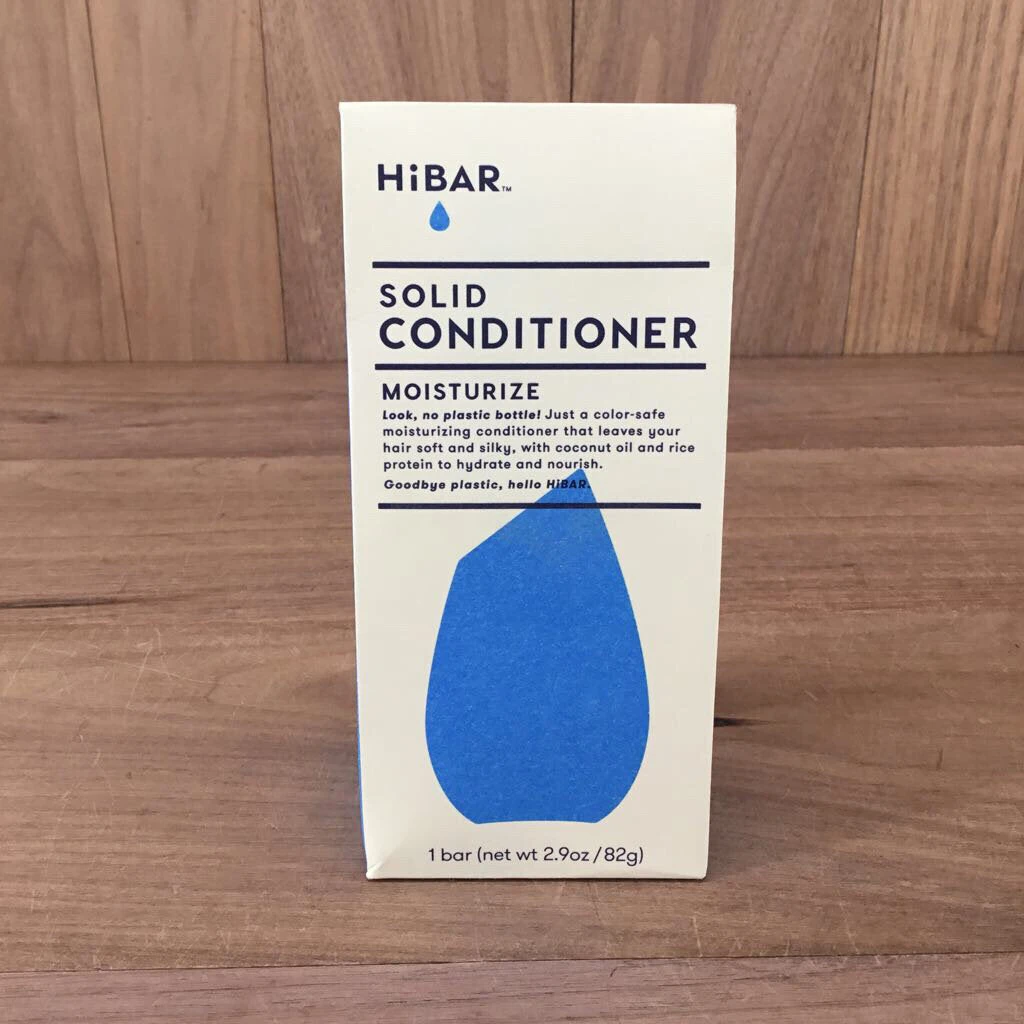 HiBAR™
SOLID
CONDITIONER
MOISTURIZE
Look, no plastic bottle! Just a color-safe
moisturizing conditioner that leaves your
hair soft and silky, with coconut oil and rice
protein to hydrate and nourish.
Goodbye plastic, hello HiBAR.
1 bar (net wt 2.9oz / 82g)